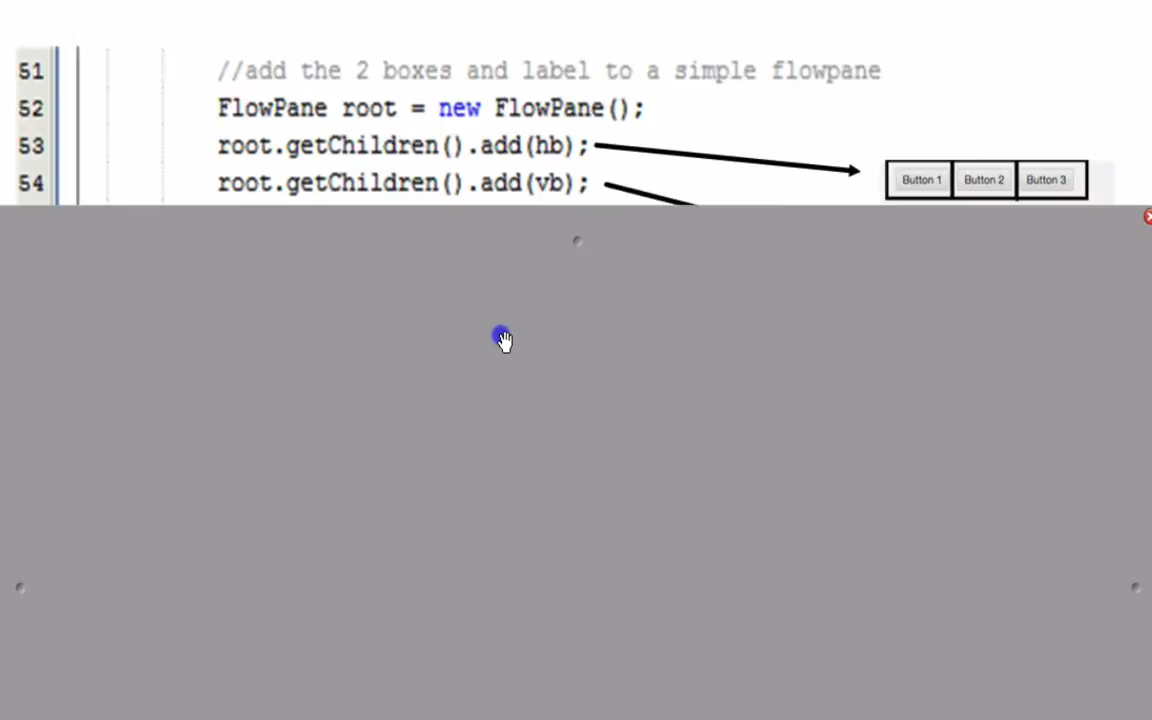 51 //add the 2 boxes and label to a simple flowpane
52 FlowPane root = new FlowPane();
53 root.getChildren().add(hb);
54 root.getChildren().add(vb);
Button 1 Button 2 Button 3